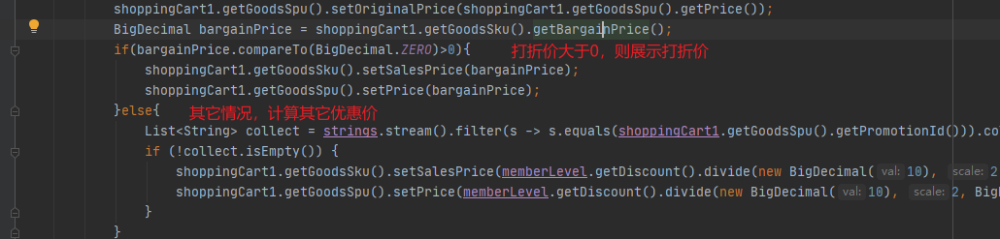 shoppingCart1.getGoodsSpu().setOriginalPrice(shoppingCart1.getGoodsSpu().getPrice());
BigDecimal bargainPrice = shoppingCart1.getGoodsSku().getBargainPrice();
if(bargainPrice.compareTo(BigDecimal.ZERO)>0){ 打折价大于0，则展示打折价
shoppingCart1.getGoodsSku().setSalesPrice(bargainPrice);
shoppingCart1.getGoodsSpu().setPrice(bargainPrice);
}else{ 其它情况，计算其它优惠价
List<String> collect = strings.stream().filter(s -> s.equals(shoppingCart1.getGoodsSpu().getPromotionId())).co
if (!collect.isEmpty()) {
shoppingCart1.getGoodsSku().setSalesPrice(memberLevel.getDiscount().divide(new BigDecimal( val: 10), scale: 2
shoppingCart1.getGoodsSpu().setPrice(memberLevel.getDiscount().divide(new BigDecimal( val: 10), scale: 2, Big
}
}